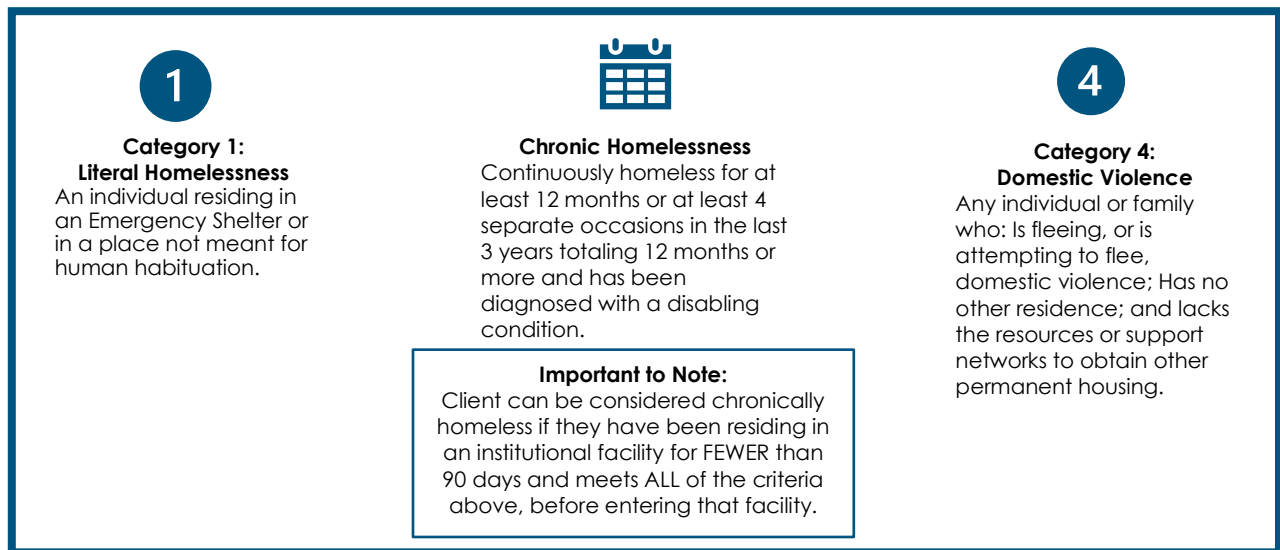 1
Category 1:
Literal Homelessness
An individual residing in
an Emergency Shelter or
in a place not meant for
human habituation.
Chronic Homelessness
Continuously homeless for at
least 12 months or at least 4
separate occasions in the last
3 years totaling 12 months or
more and has been
diagnosed with a disabling
condition.
Important to Note:
Client can be considered chronically
homeless if they have been residing in
an institutional facility for FEWER than
90 days and meets ALL of the criteria
above, before entering that facility.
4
Category 4:
Domestic Violence
Any individual or family
who: Is fleeing, or is
attempting to flee,
domestic violence; Has no
other residence; and lacks
the resources or support
networks to obtain other
permanent housing.